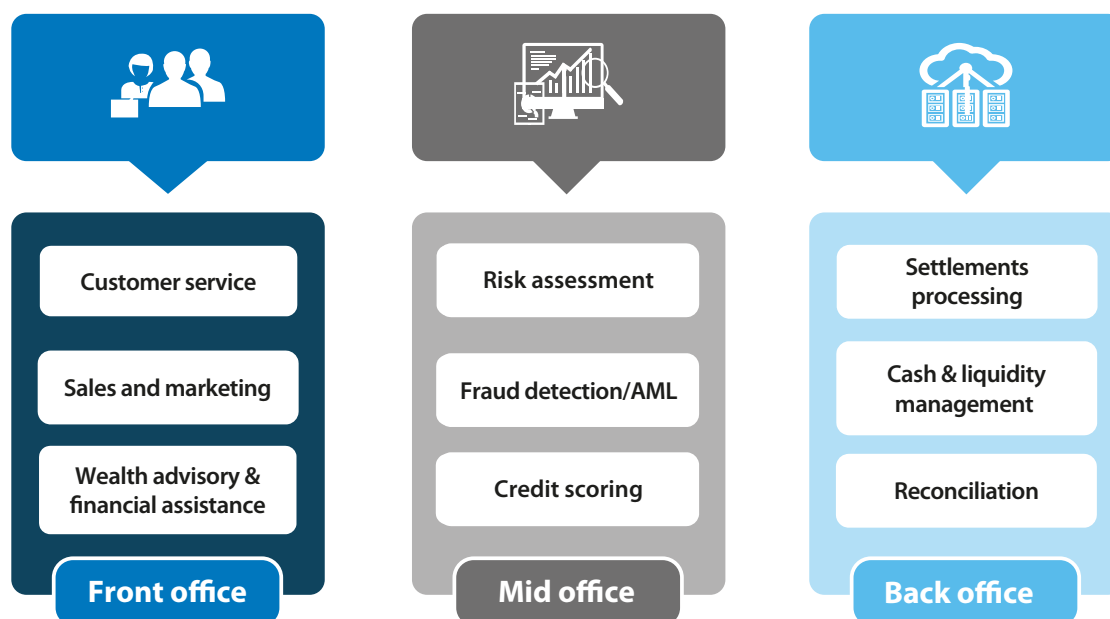 Customer service
Sales and marketing
Wealth advisory &
financial assistance
Front office
Risk assessment
Fraud detection/AML
Credit scoring
Mid office
Settlements
processing
Cash & liquidity
management
Reconciliation
Back office